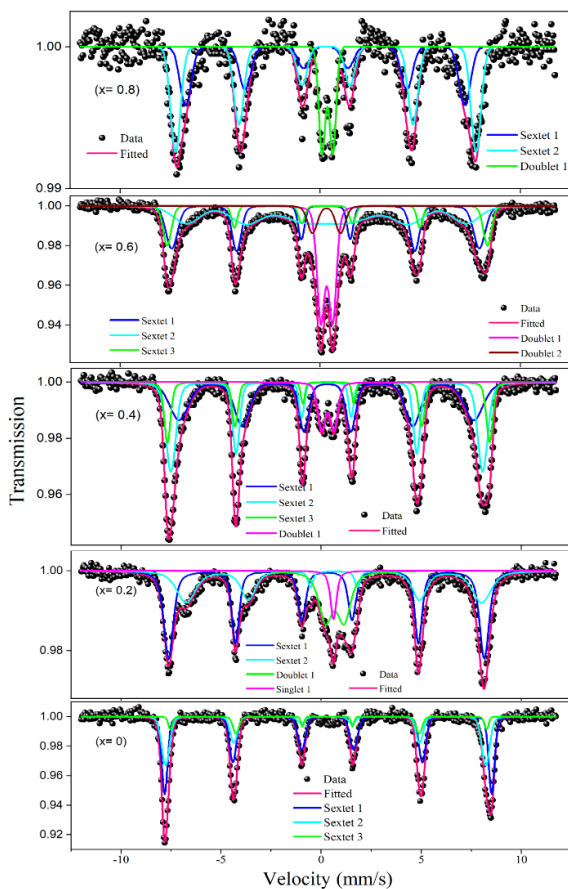 1.00
(x= 0.8)
Data
Fitted
Sextet 1
Sextet 2
Doublet 1
0.99
1.00
0.98
(x= 0.6)
0.96
0.94
Sextet 1
Sextet 2
Sextet 3
Data
Fitted
Doublet 1
Doublet 2
Transmission
1.00
(x= 0.4)
0.98
0.96
Sextet 1
Sextet 2
Sextet 3
Doublet 1
Data
Fitted
1.00
(x= 0.2)
0.98
Sextet 1
Sextet 2
Doublet 1
Singlet 1
Data
Fitted
1.00
(x= 0)
0.98
0.96
0.94
0.92
Data
Fitted
Sextet 1
Sextet 2
Sextet 3
-10 -5 0 5 10
Velocity (mm/s)